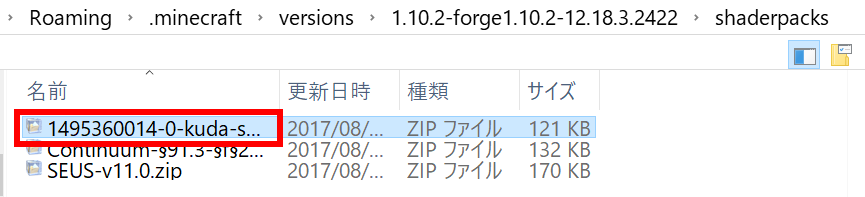 Roaming › .minecraft › versions › 1.10.2-forge1.10.2-12.18.3.2422 › shaderpacks
名前 更新日時 種類 サイズ
1495360014-0-kuda-s... 2017/08/... ZIP ファイル 121 KB
Continuum-§91.3-§f§2... 2017/08/... ZIP ファイル 132 KB
SEUS-v11.0.zip 2017/08/... ZIP ファイル 170 KB